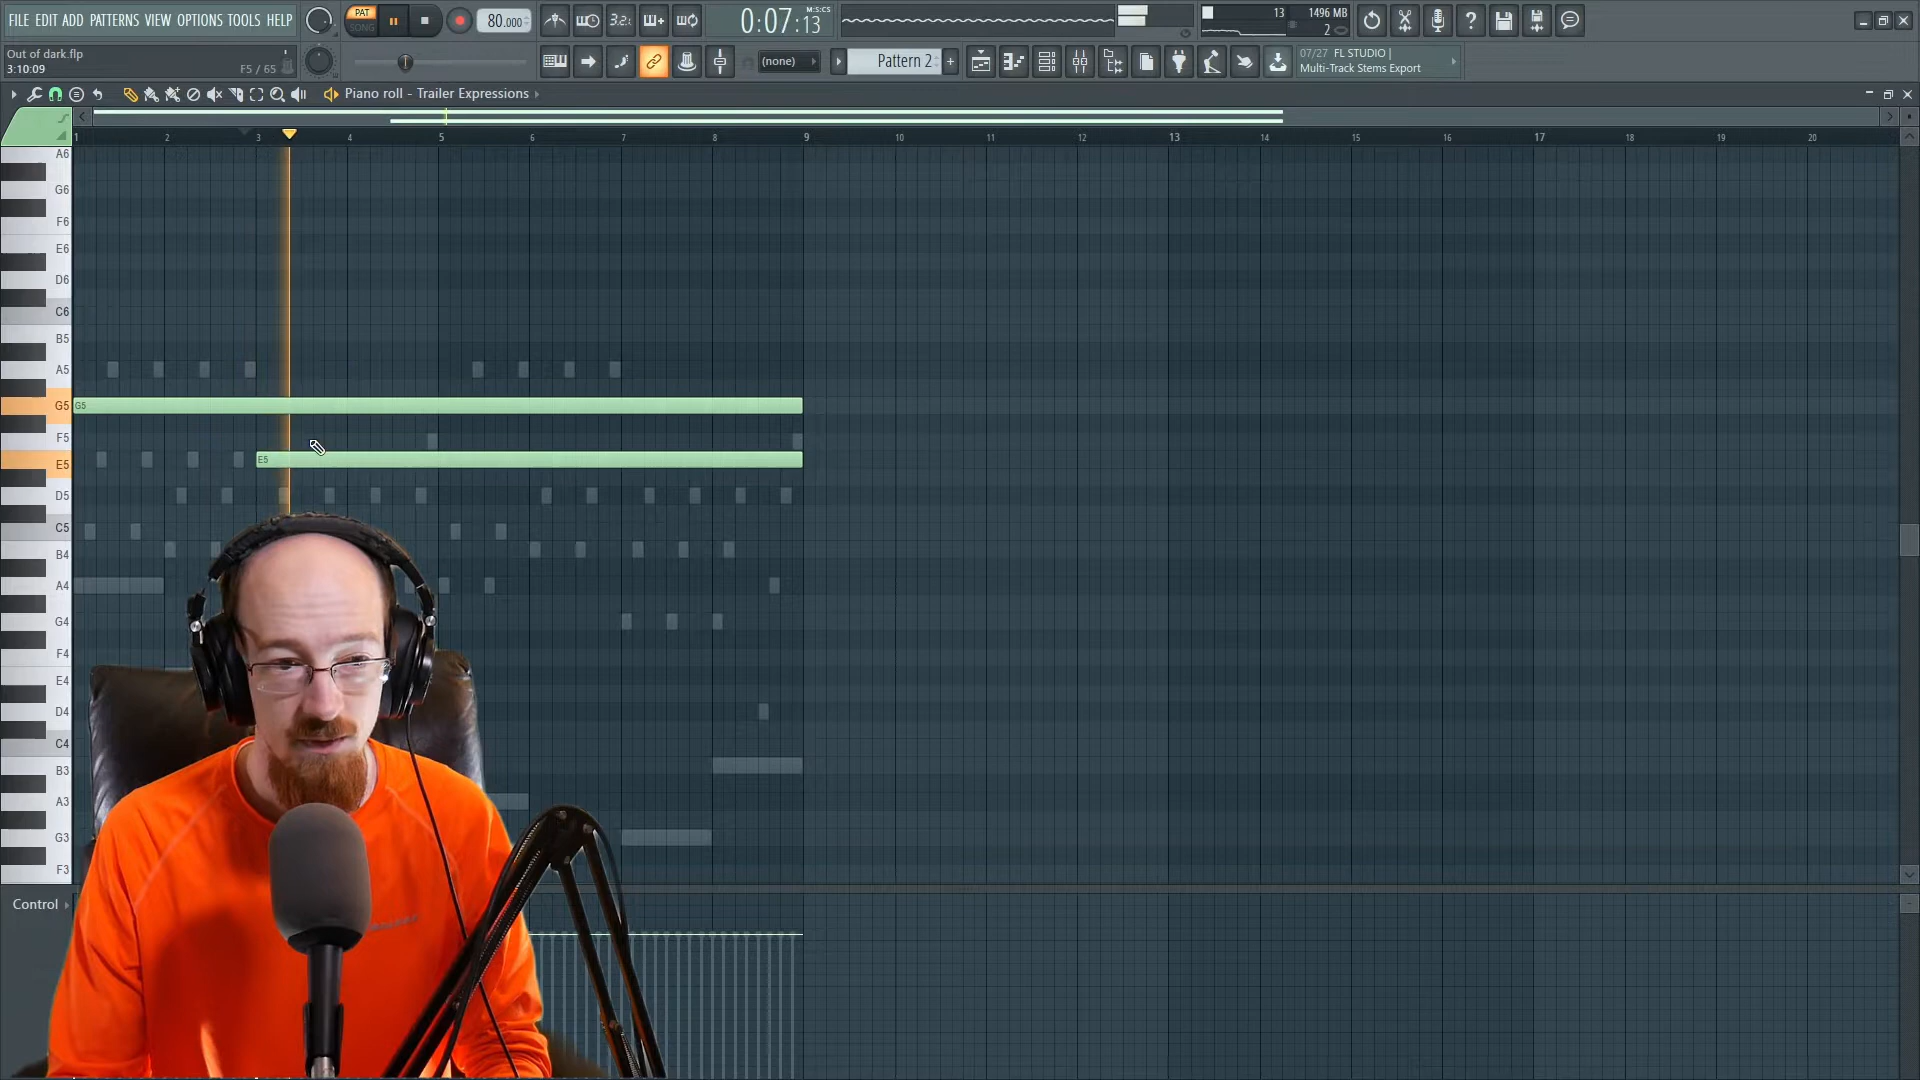 FILE EDIT ADD PATTERNS VIEW OPTIONS TOOLS HELP
PAT
SONG
80.000
3.2.
0:07:13
M:S:CS
13
1496 MB
2
Out of dark.flp
3:10:09
F5 / 65
(none)
Pattern 2
+
07/27 FL STUDIO |
Multi-Track Stems Export
Piano roll - Trailer Expressions
1 2 3 4 5 6 7 8 9 10 11 12 13 14 15 16 17 18 19 20
A6
G6
F6
E6
D6
C6
B5
A5
G5 G5
F5
E5 E5
D5
C5
B4
A4
G4
F4
E4
D4
C4
B3
A3
G3
F3
Control